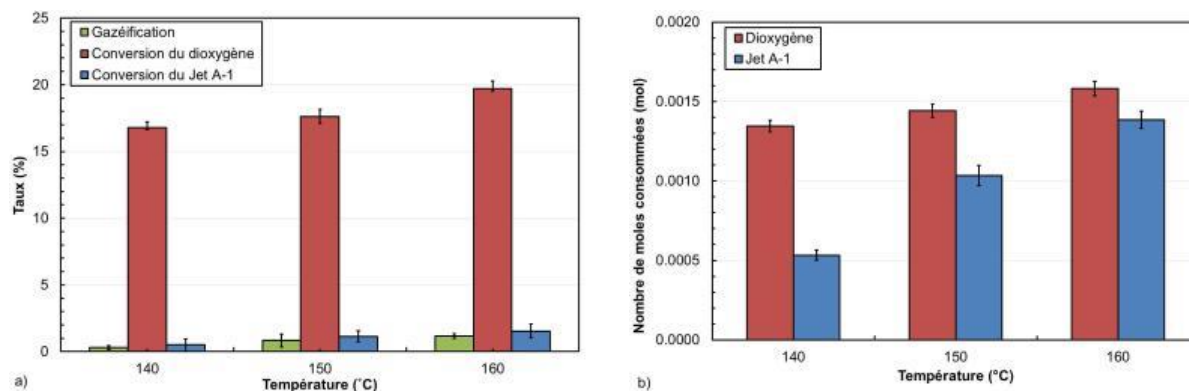 25
20
15
10
5
0
Taux (%)
Gazéification
Conversion du dioxygène
Conversion du Jet A-1
140
150
160
Température (˚C)
a)
0.0020
0.0015
0.0010
0.0005
0.0000
Nombre de moles consommées (mol)
Dioxygène
Jet A-1
140
150
160
Température (°C)
b)